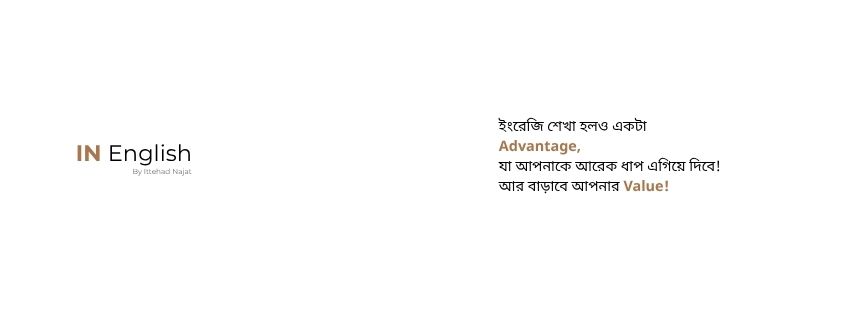 IN English
By Ittehad Najat
ইংরেজি শেখা হলও একটা
Advantage,
যা আপনাকে আরেক ধাপ এগিয়ে দিবে!
আর বাড়াবে আপনার Value!